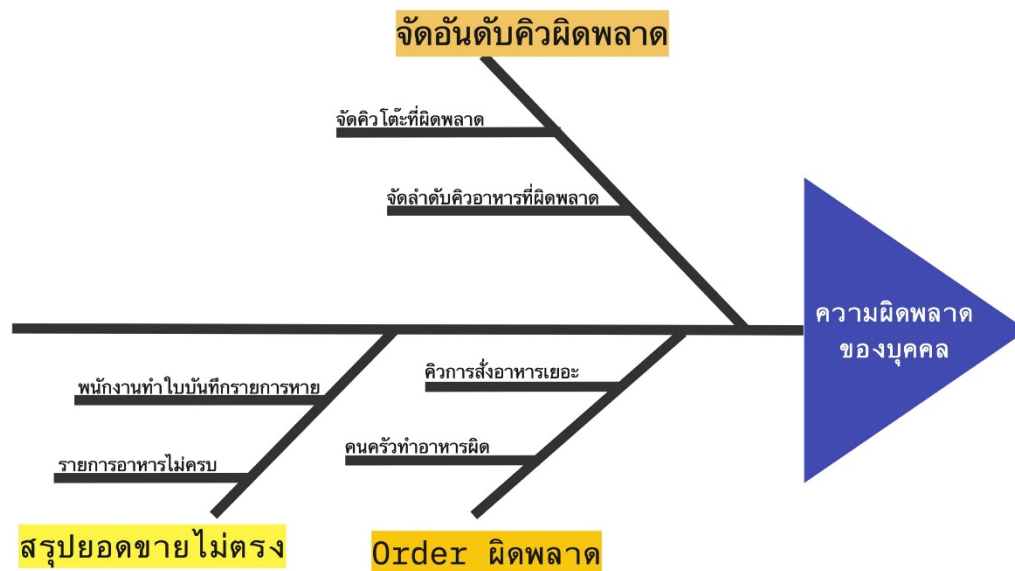 จัดอันดับคิวผิดพลาด
จัดคิวโต๊ะที่ผิดพลาด
จัดลำดับคิวอาหารที่ผิดพลาด
ความผิดพลาด
ของบุคคล
พนักงานทำใบบันทึกรายการหาย
คิวการสั่งอาหารเยอะ
รายการอาหารไม่ครบ
คนครัวทำอาหารผิด
สรุปยอดขายไม่ตรง
Order ผิดพลาด